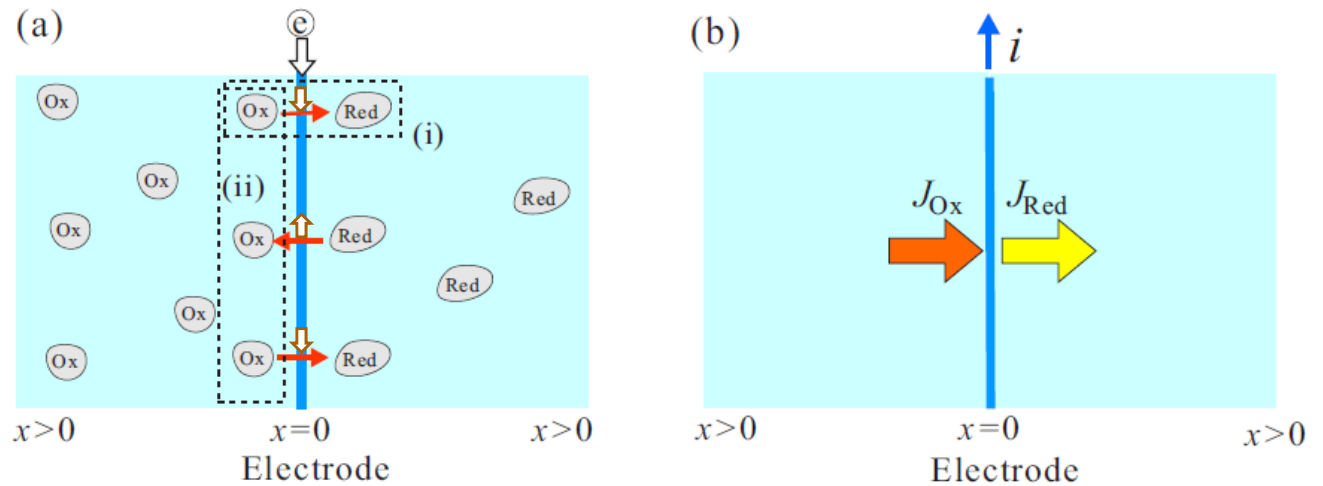 (a)
e
Ox
Ox
Red
(i)
Ox
(ii)
Red
Ox
Ox
Red
Red
Ox
Ox
Ox
Red
x>0
x=0
x>0
Electrode
(b)
i
J_Ox
J_Red
x>0
x=0
x>0
Electrode